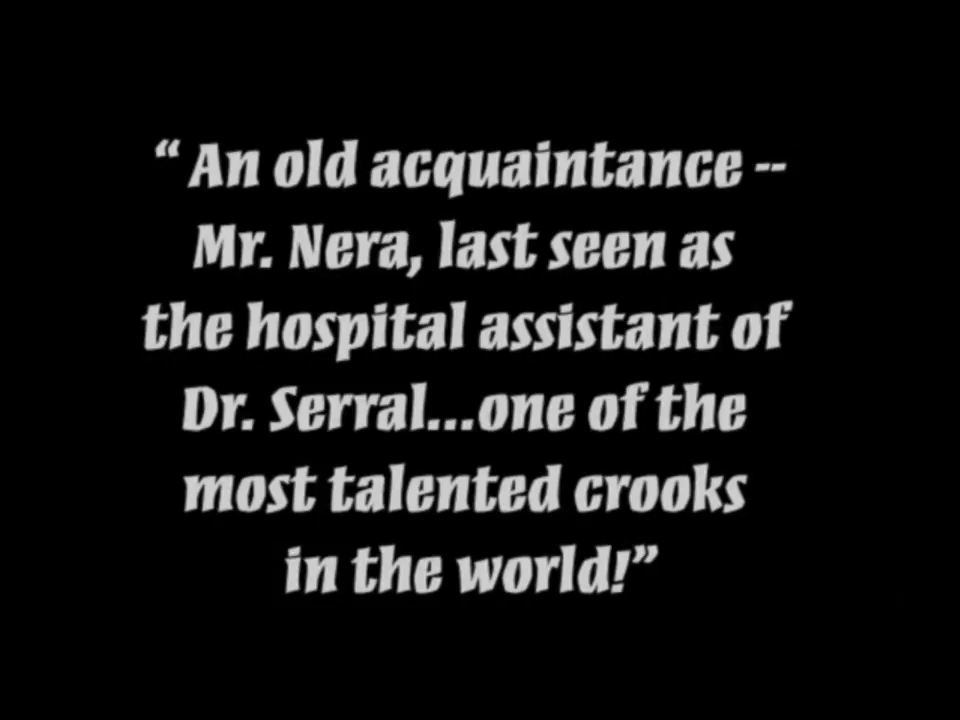 “ An old acquaintance --
Mr. Nera, last seen as
the hospital assistant of
Dr. Serral...one of the
most talented crooks
in the world!”